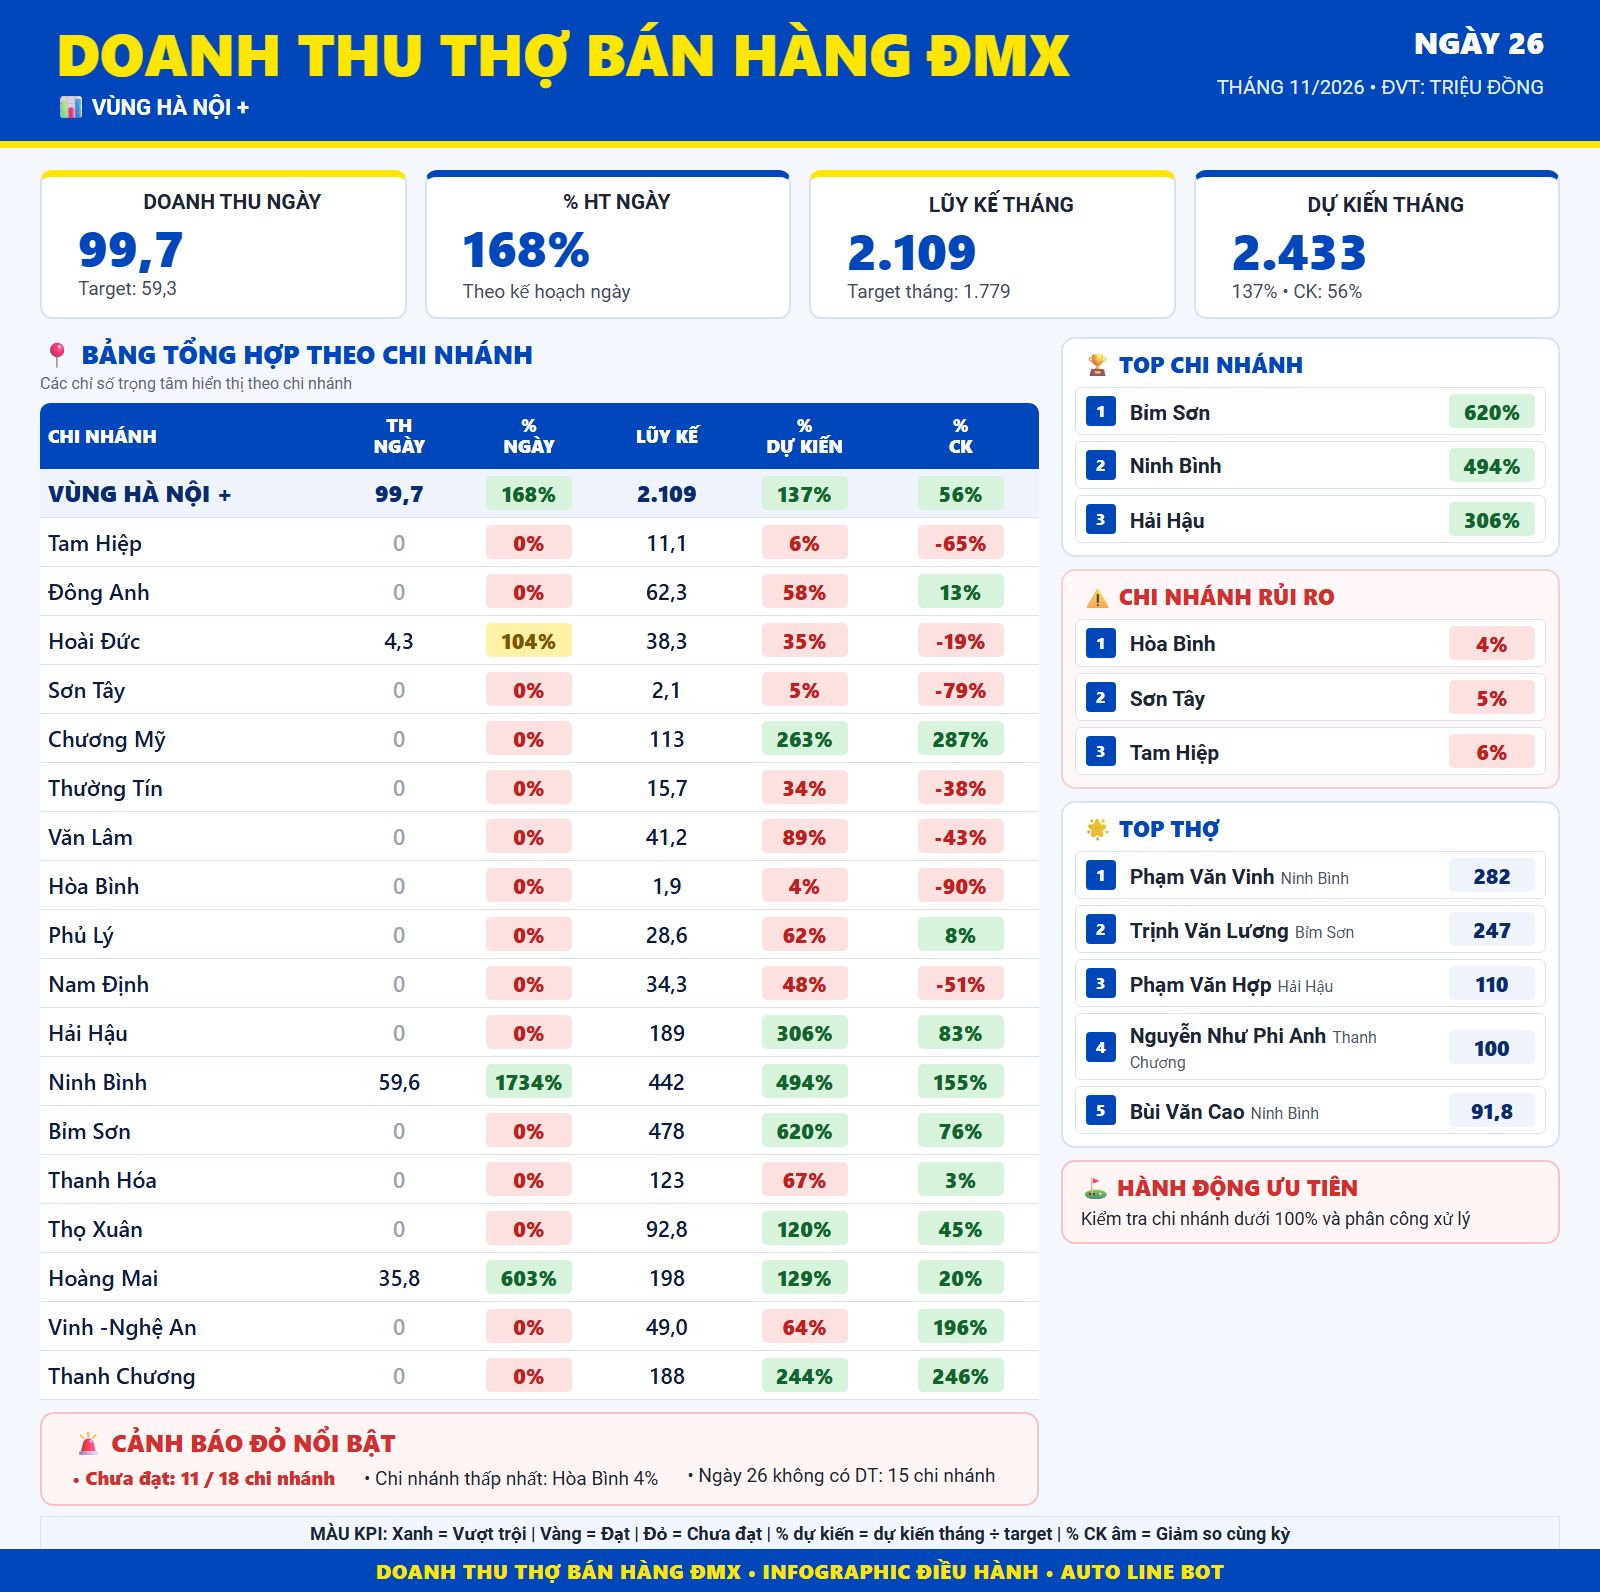 DOANH THU THỢ BÁN HÀNG ĐMX
VÙNG HÀ NỘI +
NGÀY 26
THÁNG 11/2026 • ĐVT: TRIỆU ĐỒNG
DOANH THU NGÀY
99,7
Target: 59,3
% HT NGÀY
168%
Theo kế hoạch ngày
LŨY KẾ THÁNG
2.109
Target tháng: 1.779
DỰ KIẾN THÁNG
2.433
137% • CK: 56%
BẢNG TỔNG HỢP THEO CHI NHÁNH
Các chỉ số trọng tâm hiển thị theo chi nhánh
CHI NHÁNH TH NGÀY % NGÀY LŨY KẾ % DỰ KIẾN % CK
VÙNG HÀ NỘI + 99,7 168% 2.109 137% 56%
Tam Hiệp 0 0% 11,1 6% -65%
Đông Anh 0 0% 62,3 58% 13%
Hoài Đức 4,3 104% 38,3 35% -19%
Sơn Tây 0 0% 2,1 5% -79%
Chương Mỹ 0 0% 113 263% 287%
Thường Tín 0 0% 15,7 34% -38%
Văn Lâm 0 0% 41,2 89% -43%
Hòa Bình 0 0% 1,9 4% -90%
Phủ Lý 0 0% 28,6 62% 8%
Nam Định 0 0% 34,3 48% -51%
Hải Hậu 0 0% 189 306% 83%
Ninh Bình 59,6 1734% 442 494% 155%
Bỉm Sơn 0 0% 478 620% 76%
Thanh Hóa 0 0% 123 67% 3%
Thọ Xuân 0 0% 92,8 120% 45%
Hoàng Mai 35,8 603% 198 129% 20%
Vinh -Nghệ An 0 0% 49,0 64% 196%
Thanh Chương 0 0% 188 244% 246%
TOP CHI NHÁNH
1 Bỉm Sơn 620%
2 Ninh Bình 494%
3 Hải Hậu 306%
CHI NHÁNH RỦI RO
1 Hòa Bình 4%
2 Sơn Tây 5%
3 Tam Hiệp 6%
TOP THỢ
1 Phạm Văn Vinh Ninh Bình 282
2 Trịnh Văn Lương Bỉm Sơn 247
3 Phạm Văn Hợp Hải Hậu 110
4 Nguyễn Như Phi Anh Thanh Chương 100
5 Bùi Văn Cao Ninh Bình 91,8
HÀNH ĐỘNG ƯU TIÊN
Kiểm tra chi nhánh dưới 100% và phân công xử lý
CẢNH BÁO ĐỎ NỔI BẬT
• Chưa đạt: 11 / 18 chi nhánh • Chi nhánh thấp nhất: Hòa Bình 4% • Ngày 26 không có DT: 15 chi nhánh
MÀU KPI: Xanh = Vượt trội | Vàng = Đạt | Đỏ = Chưa đạt | % dự kiến = dự kiến tháng ÷ target | % CK âm = Giảm so cùng kỳ
DOANH THU THỢ BÁN HÀNG ĐMX • INFOGRAPHIC ĐIỀU HÀNH • AUTO LINE BOT